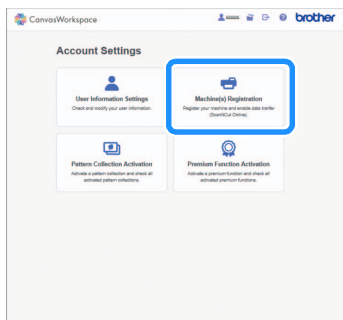 CanvasWorkspace
brother
Account Settings
User Information Settings
Check and modify your user information.
Machine(s) Registration
Register your machine and enable data tranfer
(ScanNCut Online).
Pattern Collection Activation
Activate a pattern collection and check all
activated pattern collections.
Premium Function Activation
Activate a premium function and check all
activated premium functions.